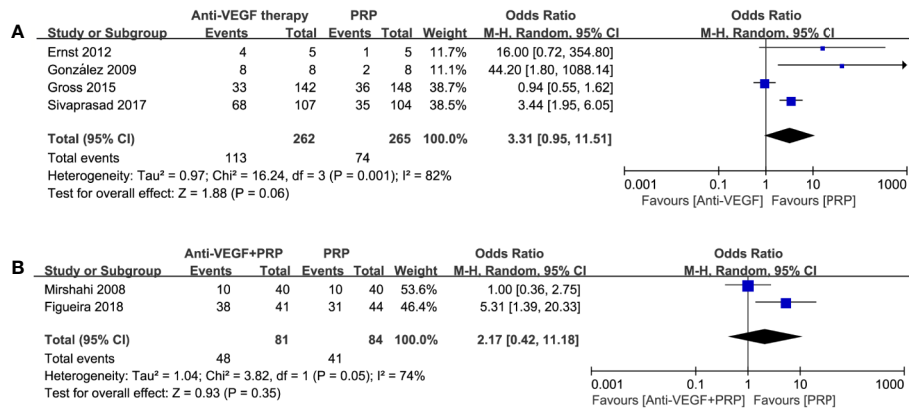 A
Anti-VEGF therapy PRP Odds Ratio Odds Ratio
Study or Subgroup Events Total Events Total Weight M-H. Random. 95% CI M-H. Random. 95% CI
Ernst 2012 4 5 1 5 11.7% 16.00 [0.72, 354.80]
González 2009 8 8 2 8 11.1% 44.20 [1.80, 1088.14]
Gross 2015 33 142 36 148 38.7% 0.94 [0.55, 1.62]
Sivaprasad 2017 68 107 35 104 38.5% 3.44 [1.95, 6.05]
Total (95% CI) 262 265 100.0% 3.31 [0.95, 11.51]
Total events 113 74
Heterogeneity: Tau² = 0.97; Chi² = 16.24, df = 3 (P = 0.001); I² = 82%
Test for overall effect: Z = 1.88 (P = 0.06)
0.001 0.1 1 10 1000
Favours [Anti-VEGF] Favours [PRP]
B
Anti-VEGF+PRP PRP Odds Ratio Odds Ratio
Study or Subgroup Events Total Events Total Weight M-H. Random. 95% CI M-H. Random. 95% CI
Mirshahi 2008 10 40 10 40 53.6% 1.00 [0.36, 2.75]
Figueira 2018 38 41 31 44 46.4% 5.31 [1.39, 20.33]
Total (95% CI) 81 84 100.0% 2.17 [0.42, 11.18]
Total events 48 41
Heterogeneity: Tau² = 1.04; Chi² = 3.82, df = 1 (P = 0.05); I² = 74%
Test for overall effect: Z = 0.93 (P = 0.35)
0.001 0.1 1 10 1000
Favours [Anti-VEGF+PRP] Favours [PRP]